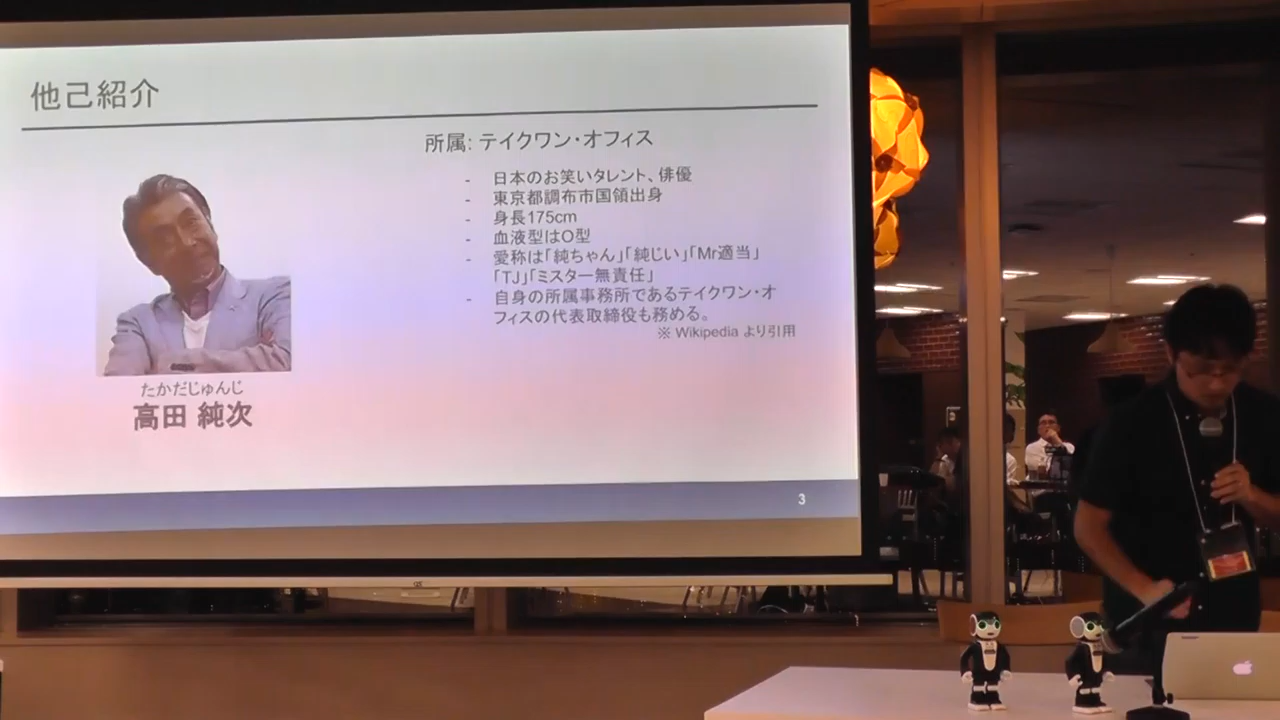 他己紹介
所属: テイクワン・オフィス
- 日本のお笑いタレント、俳優
- 東京都調布市国領出身
- 身長175cm
- 血液型はO型
- 愛称は「純ちゃん」「純じい」「Mr適当」
「TJ」「ミスター無責任」
- 自身の所属事務所であるテイクワン・オ
フィスの代表取締役も務める。
※ Wikipedia より引用
たかだじゅんじ
高田 純次
3